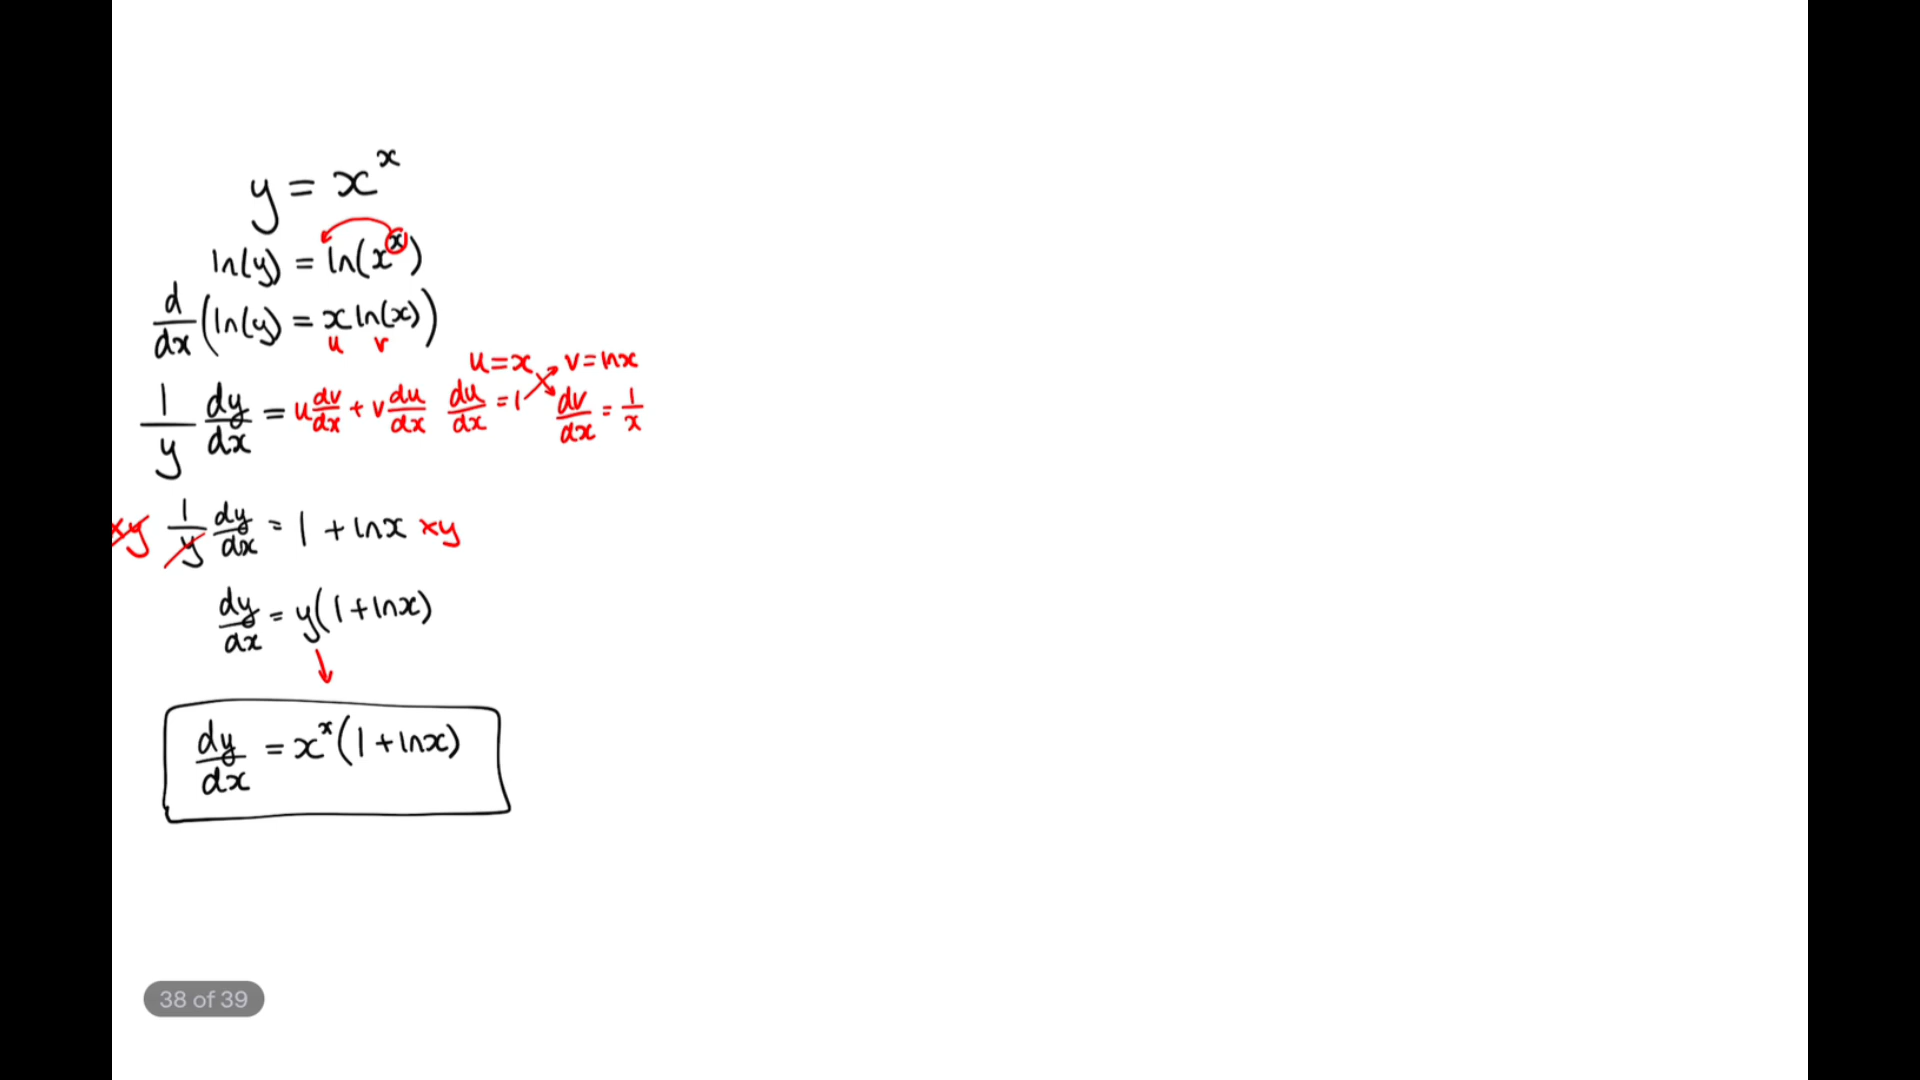 y = x^x
ln(y) = ln(x^x)
d/dx (ln(y) = x ln(x))
u v
u = x v = lnx
1/y dy/dx = u dv/dx + v du/dx du/dx = 1 dv/dx = 1/x
xy 1/y dy/dx = 1 + lnx xy
dy/dx = y(1 + lnx)
dy/dx = x^x(1 + lnx)
38 of 39